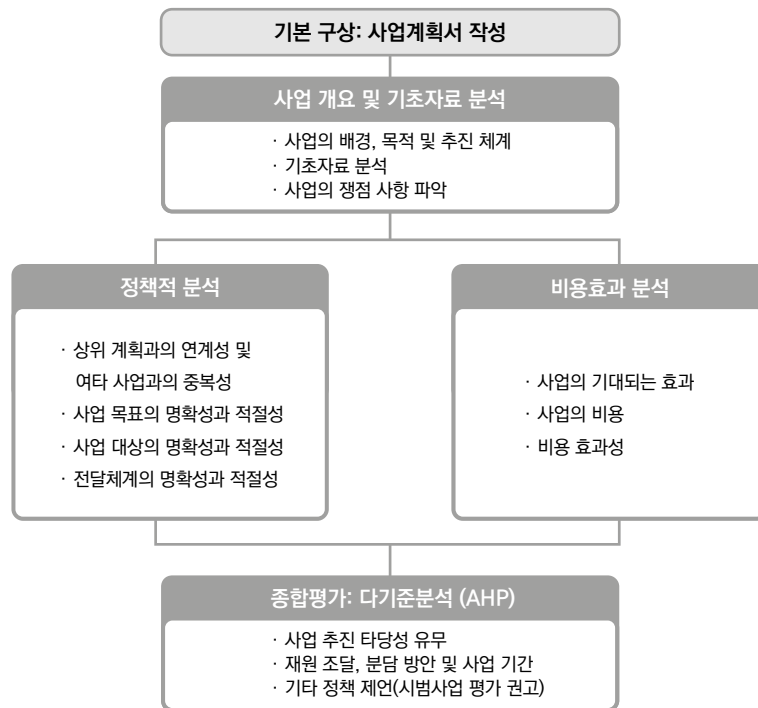 기본 구상: 사업계획서 작성
사업 개요 및 기초자료 분석
· 사업의 배경, 목적 및 추진 체계
· 기초자료 분석
· 사업의 쟁점 사항 파악
정책적 분석
· 상위 계획과의 연계성 및
여타 사업과의 중복성
· 사업 목표의 명확성과 적절성
· 사업 대상의 명확성과 적절성
· 전달체계의 명확성과 적절성
비용효과 분석
· 사업의 기대되는 효과
· 사업의 비용
· 비용 효과성
종합평가: 다기준분석 (AHP)
· 사업 추진 타당성 유무
· 재원 조달, 분담 방안 및 사업 기간
· 기타 정책 제언(시범사업 평가 권고)